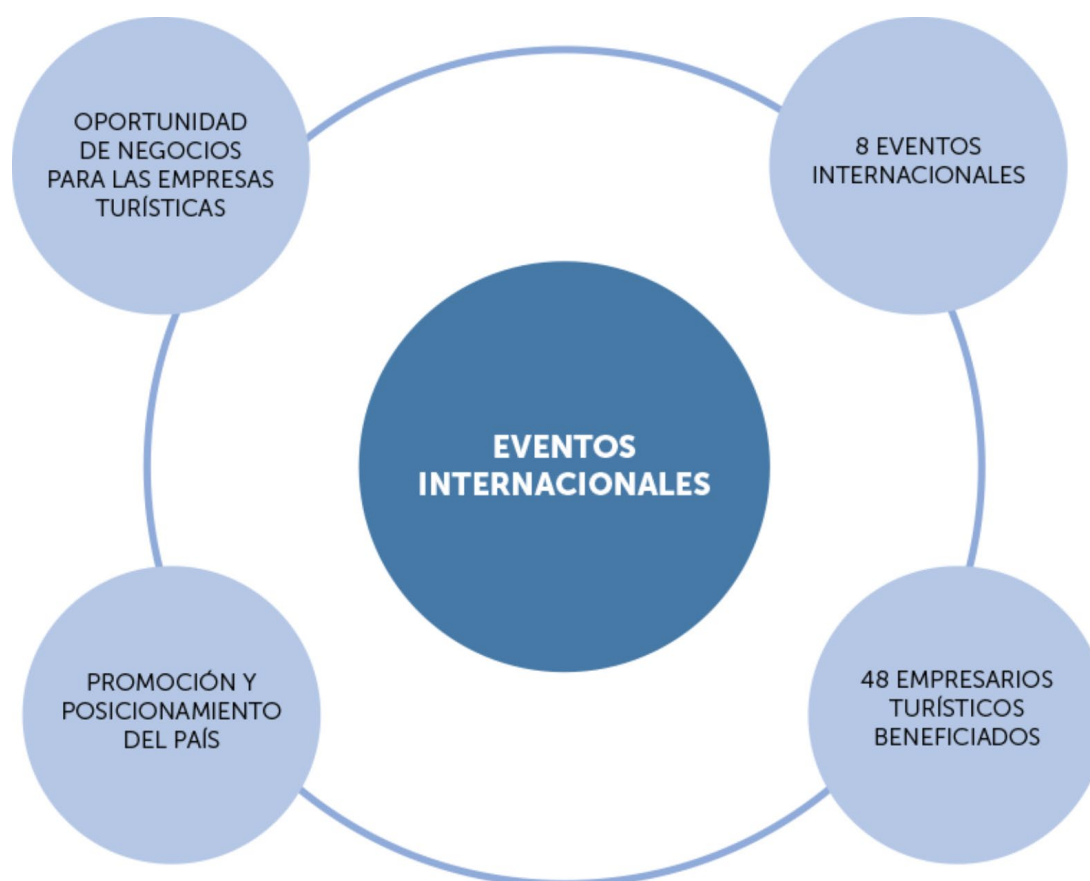 OPORTUNIDAD
DE NEGOCIOS
PARA LAS EMPRESAS
TURÍSTICAS
8 EVENTOS
INTERNACIONALES
EVENTOS
INTERNACIONALES
PROMOCIÓN Y
POSICIONAMIENTO
DEL PAÍS
48 EMPRESARIOS
TURÍSTICOS
BENEFICIADOS